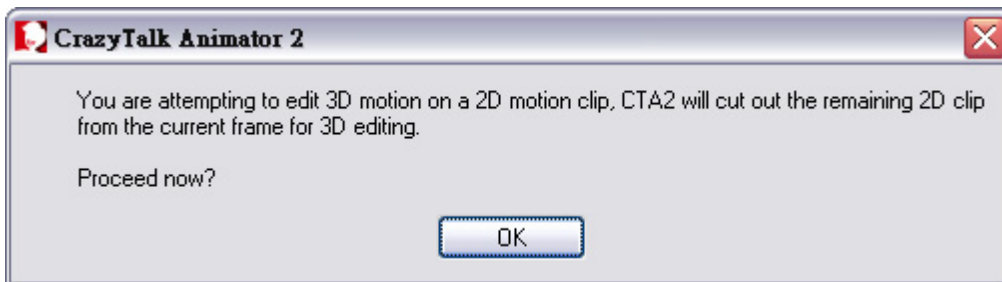 CrazyTalk Animator 2
You are attempting to edit 3D motion on a 2D motion clip, CTA2 will cut out the remaining 2D clip
from the current frame for 3D editing.
Proceed now?
OK